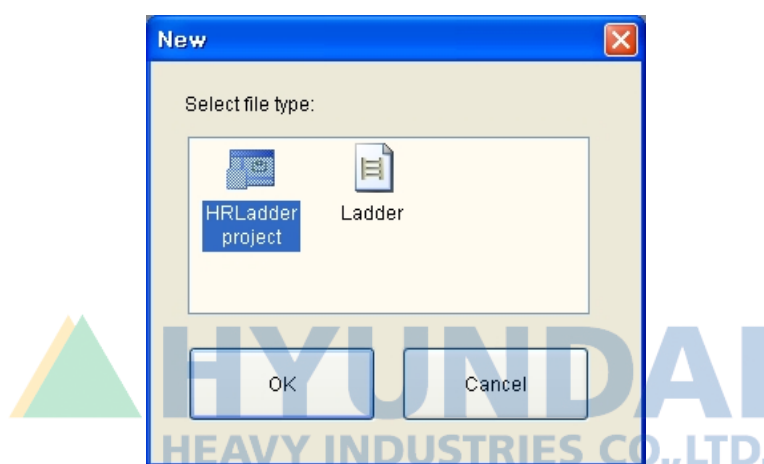 New
Select file type:
HRLadder
project
Ladder
OK
Cancel
HYUNDAI
HEAVY INDUSTRIES CO.,LTD.